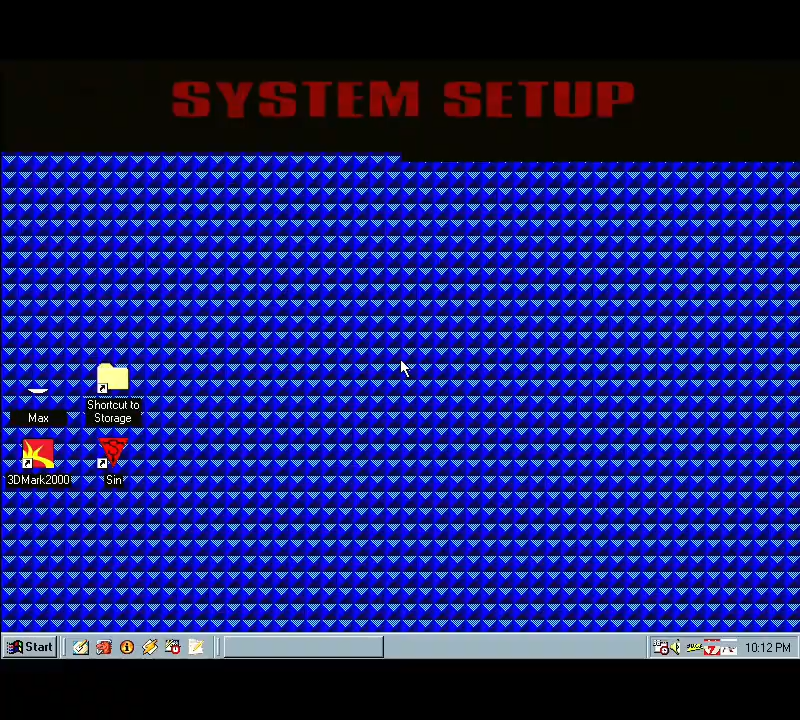 SYSTEM SETUP
Max
Shortcut to
Storage
3DMark2000
Sin
Start
10:12 PM